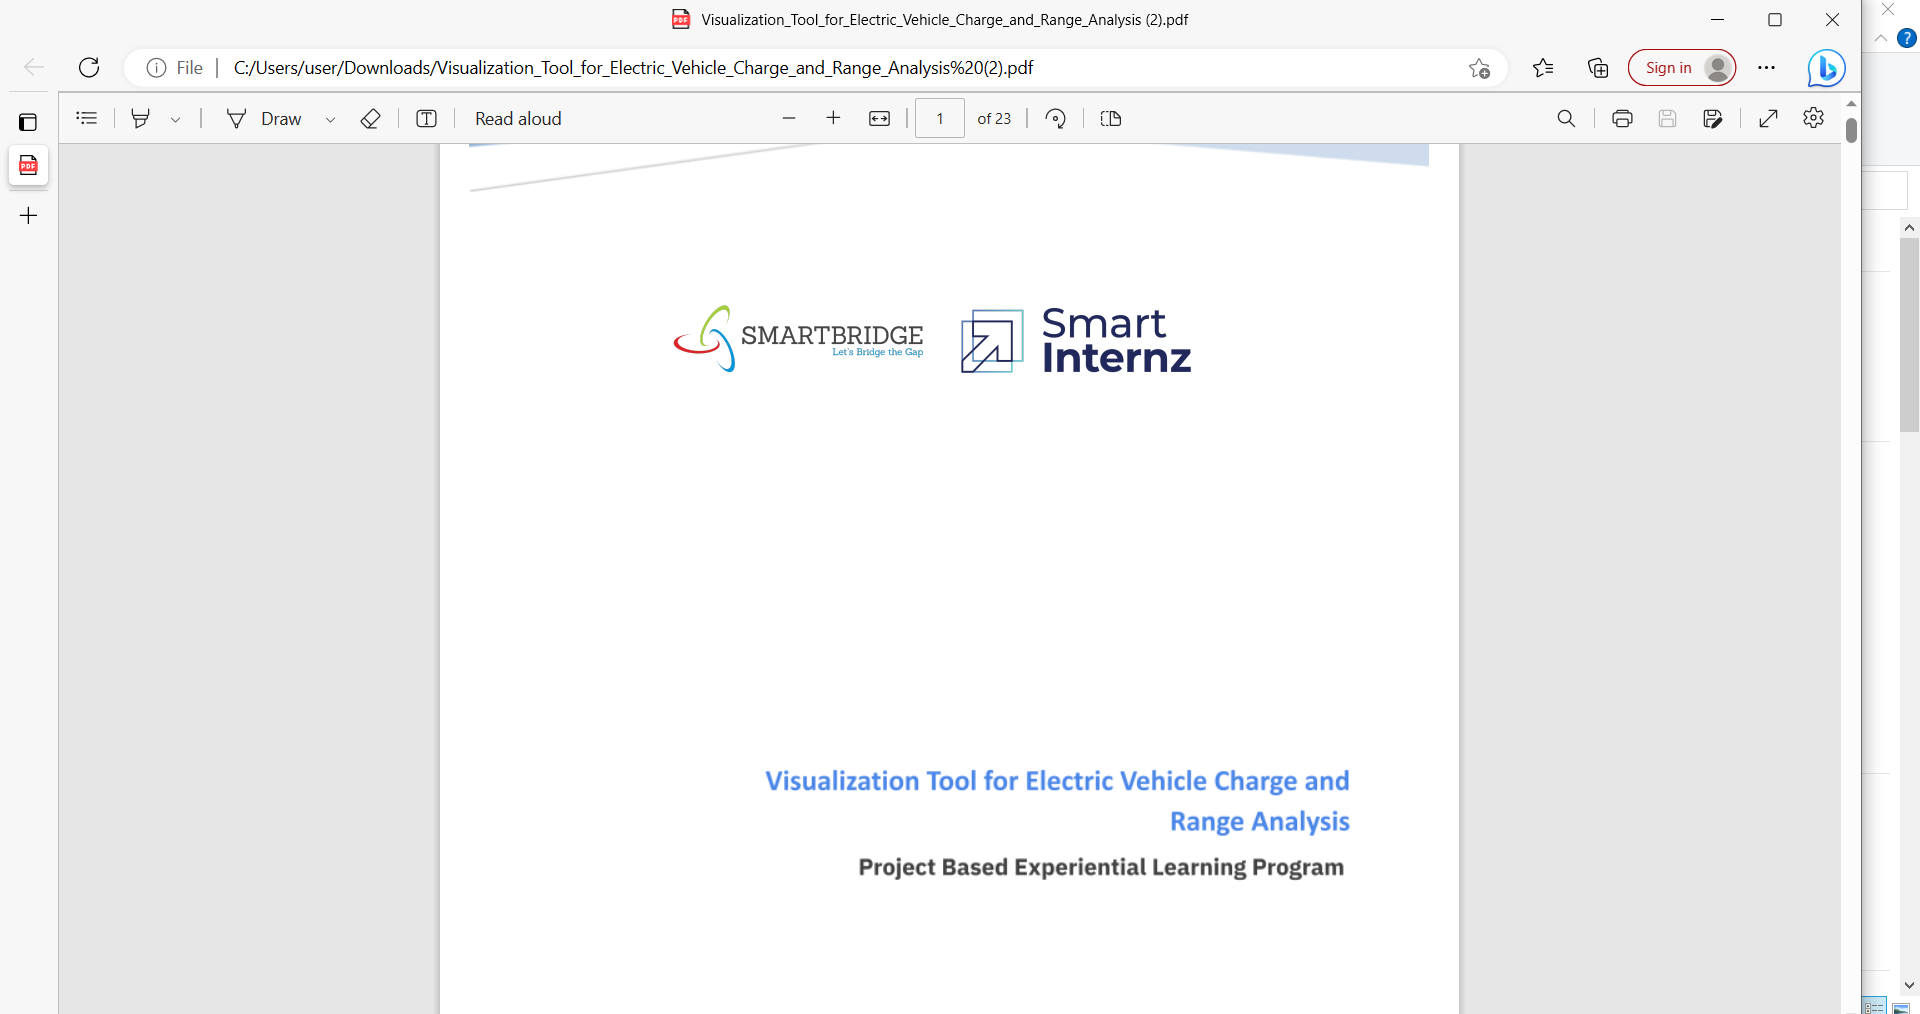 Visualization_Tool_for_Electric_Vehicle_Charge_and_Range_Analysis (2).pdf
File
C:/Users/user/Downloads/Visualization_Tool_for_Electric_Vehicle_Charge_and_Range_Analysis%20(2).pdf
Sign in
Draw
Read aloud
1
of 23
SMARTBRIDGE
Let's Bridge the Gap
Smart
Internz
Visualization Tool for Electric Vehicle Charge and
Range Analysis
Project Based Experiential Learning Program